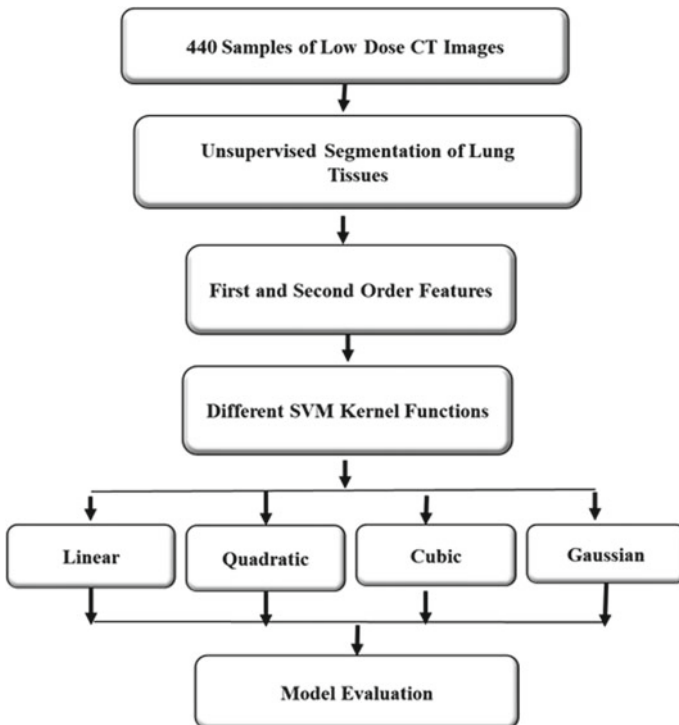 440 Samples of Low Dose CT Images
Unsupervised Segmentation of Lung
Tissues
First and Second Order Features
Different SVM Kernel Functions
Linear
Quadratic
Cubic
Gaussian
Model Evaluation